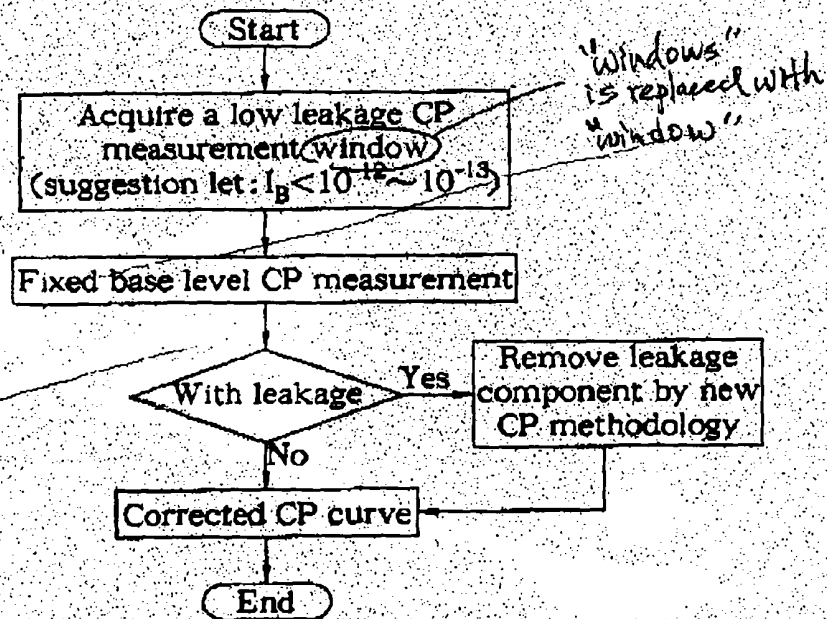 Start
Acquire a low leakage CP
measurement window
(suggestion let: I_B<10^-12~10^-13)
"windows"
is replaced with
"window"
Fixed base level CP measurement
With leakage
Yes
Remove leakage
component by new
CP methodology
No
Corrected CP curve
End